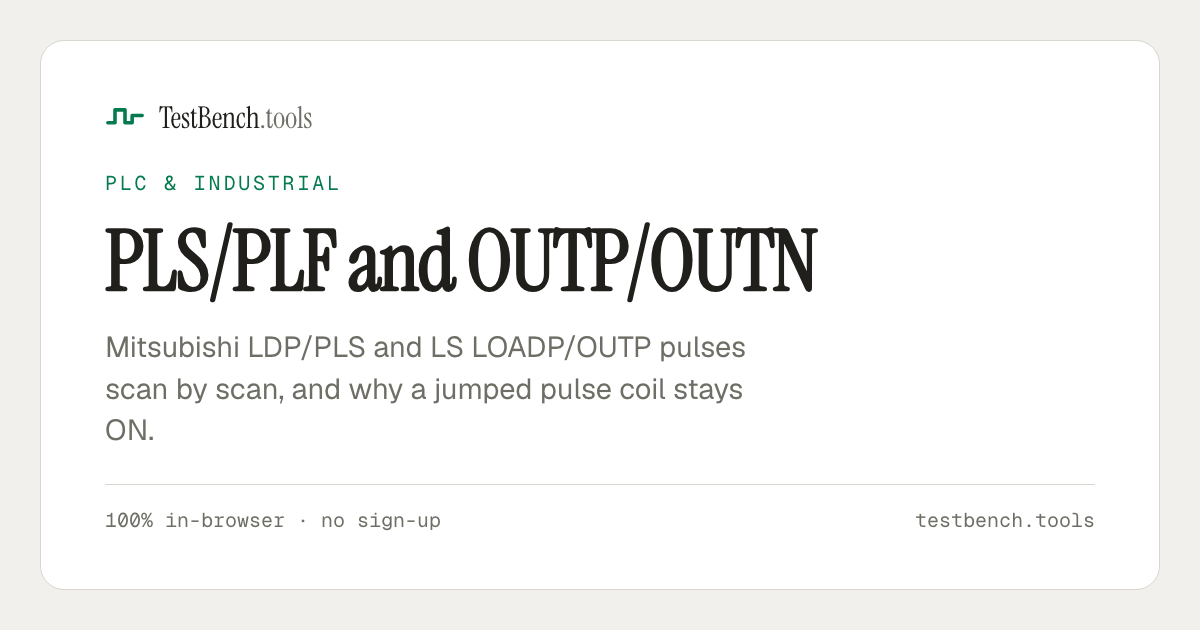 TestBench.tools
PLC & INDUSTRIAL
PLS/PLF and OUTP/OUTN
Mitsubishi LDP/PLS and LS LOADP/OUTP pulses
scan by scan, and why a jumped pulse coil stays
ON.
100% in-browser · no sign-up
testbench.tools